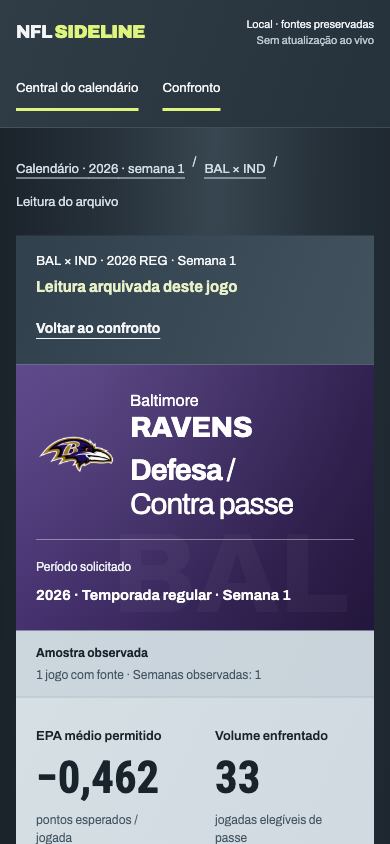 NFL SIDELINE
Local · fontes preservadas
Sem atualização ao vivo
Central do calendário
Confronto
Calendário · 2026 · semana 1 / BAL × IND /
Leitura do arquivo
BAL × IND · 2026 REG · Semana 1
Leitura arquivada deste jogo
Voltar ao confronto
Baltimore
RAVENS
Defesa /
Contra passe
BAL
Período solicitado
2026 · Temporada regular · Semana 1
Amostra observada
1 jogo com fonte · Semanas observadas: 1
EPA médio permitido
−0,462
pontos esperados /
jogada
Volume enfrentado
33
jogadas elegíveis de
passe